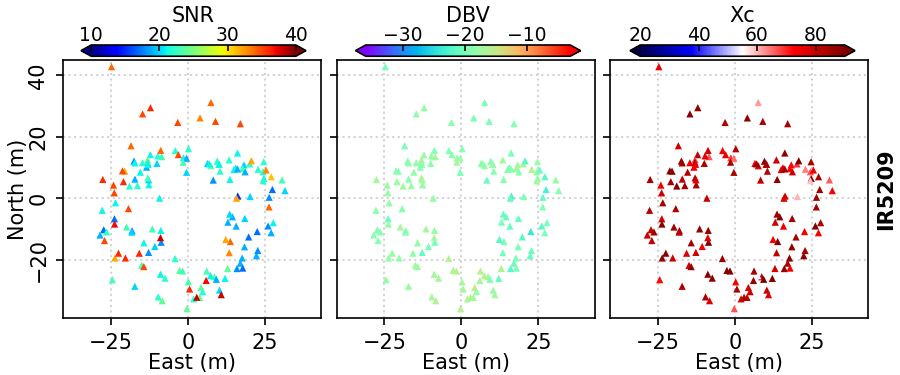 SNR DBV Xc
10 20 30 40 −30 −20 −10 20 40 60 80
40
20
0
−20
North (m)
IR5209
−25 0 25 −25 0 25 −25 0 25
East (m) East (m) East (m)